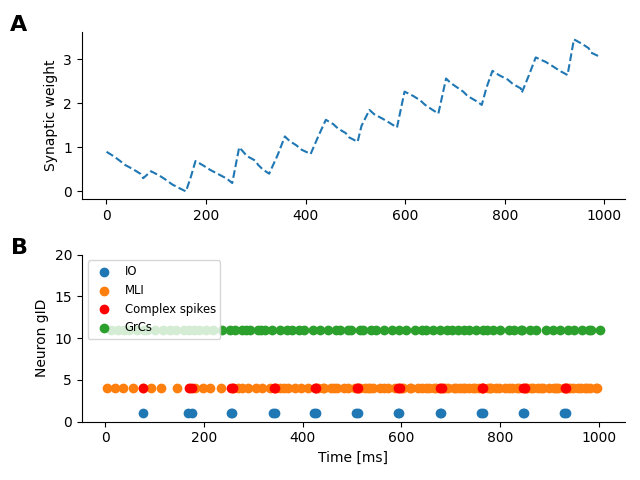 A
Synaptic weight
3
2
1
0
0 200 400 600 800 1000
B
Neuron gID
20
15
10
5
0
IO
MLI
Complex spikes
GrCs
0 200 400 600 800 1000
Time [ms]